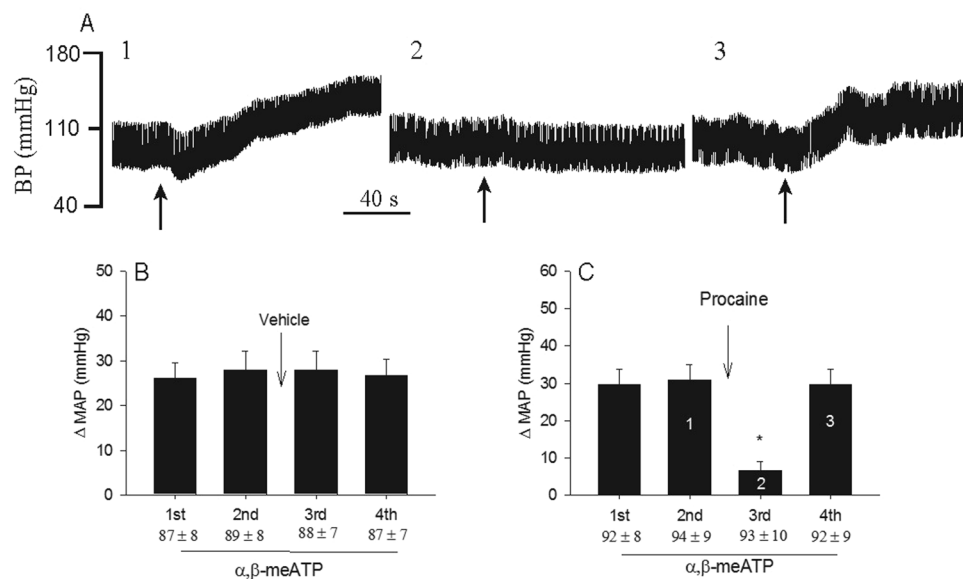 A
1 2 3
180
110
40
BP (mmHg)
40 s
B
50
40
30
20
10
0
Δ MAP (mmHg)
Vehicle
1st 2nd 3rd 4th
87 ± 8 89 ± 8 88 ± 7 87 ± 7
α,β-meATP
C
60
50
40
30
20
10
0
Δ MAP (mmHg)
Procaine
1
*
2
3
1st 2nd 3rd 4th
92 ± 8 94 ± 9 93 ± 10 92 ± 9
α,β-meATP